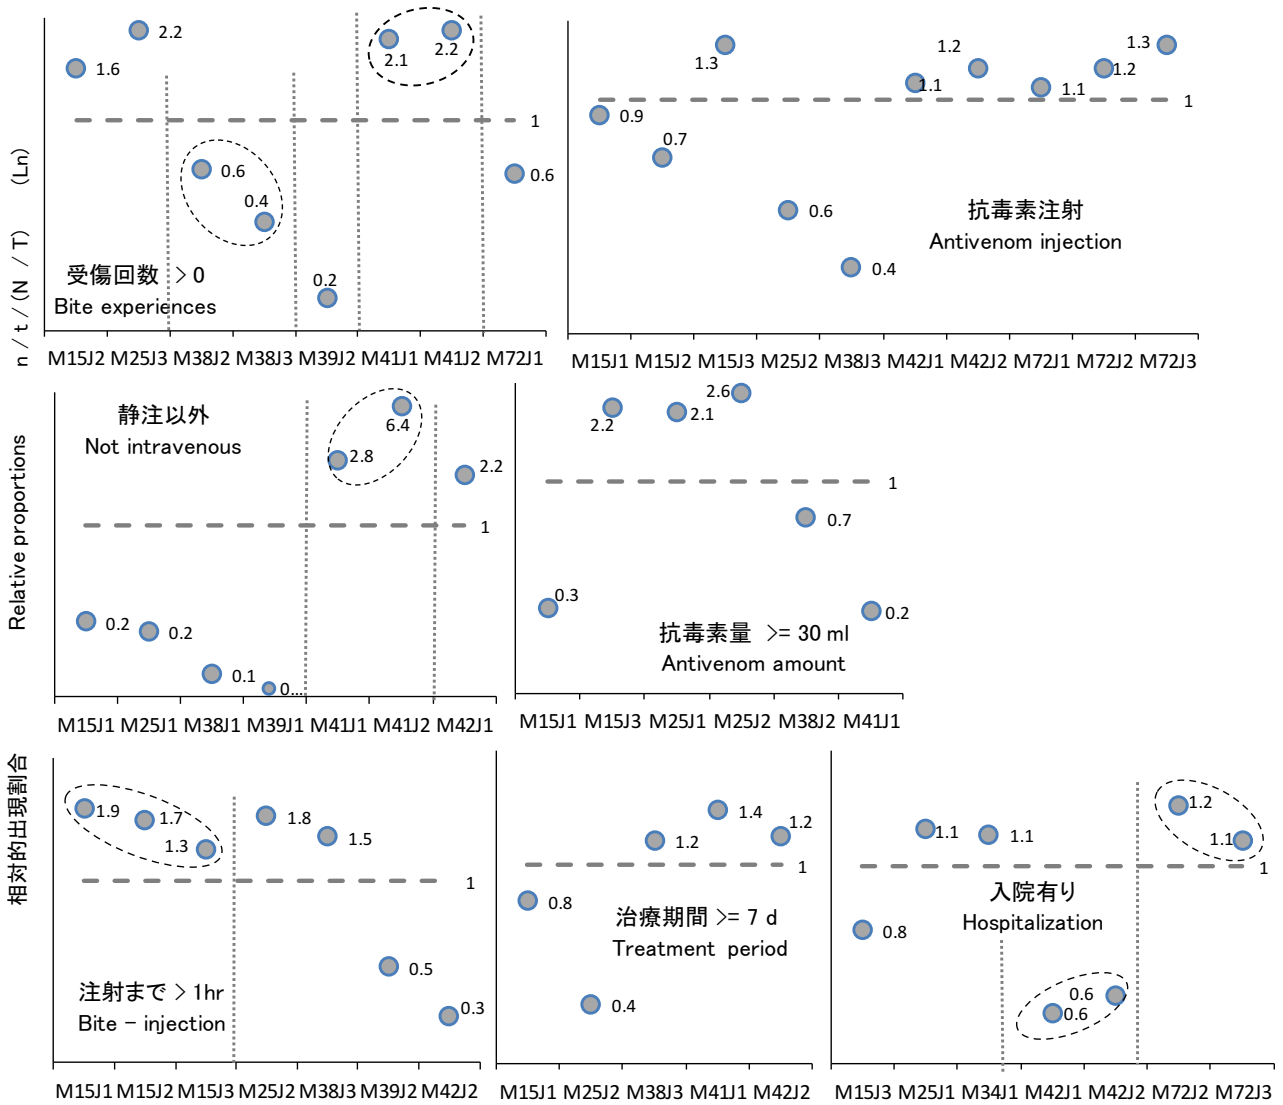 n / t / (N / T) (Ln)
Relative proportions
相対的出現割合
1.6
2.2
2.1
2.2
1
0.6
0.4
0.6
0.2
受傷回数 > 0
Bite experiences
M15J2 M25J3 M38J2 M38J3 M39J2 M41J1 M41J2 M72J1
1.3
1.2
1.3
1.1
1.1
1.2
1
0.9
0.7
0.6
0.4
抗毒素注射
Antivenom injection
M15J1 M15J2 M15J3 M25J2 M38J3 M42J1 M42J2 M72J1 M72J2 M72J3
静注以外
Not intravenous
6.4
2.8
2.2
1
0.2
0.2
0.1
0...
M15J1 M25J1 M38J1 M39J1 M41J1 M41J2 M42J1
2.6
2.2
2.1
1
0.7
0.3
0.2
抗毒素量 >= 30 ml
Antivenom amount
M15J1 M15J3 M25J1 M25J2 M38J2 M41J1
1.9
1.7
1.3
1.8
1.5
1
0.5
0.3
注射まで > 1hr
Bite − injection
M15J1 M15J2 M15J3 M25J2 M38J3 M39J2 M42J2
1.4
1.2
1.2
1
0.8
0.4
治療期間 >= 7 d
Treatment period
M15J1 M25J2 M38J3 M41J1 M42J2
1.2
1.1
1.1
1.1
1
0.8
入院有り
Hospitalization
0.6
0.6
M15J3 M25J1 M34J1 M42J1 M42J2 M72J2 M72J3